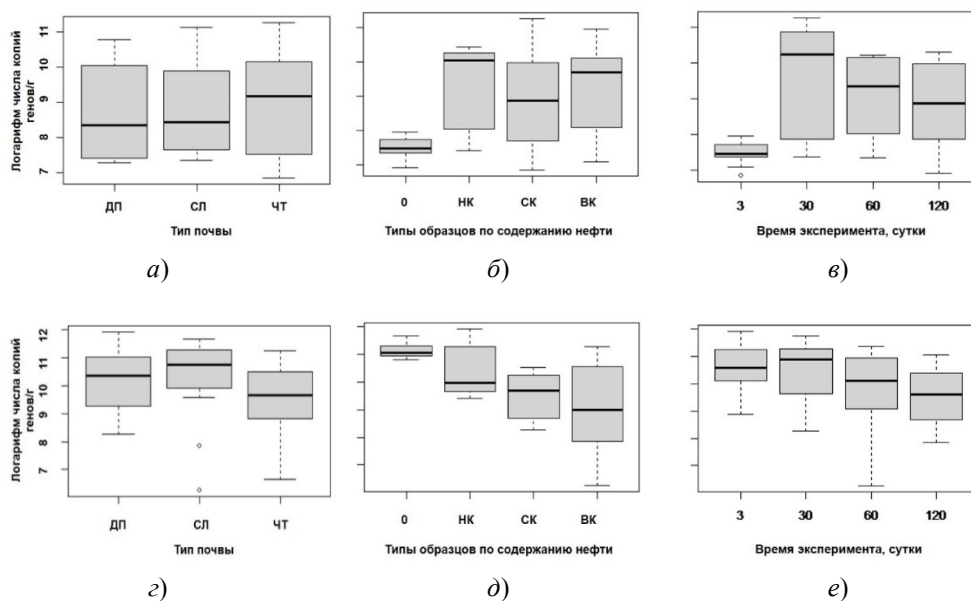 Логарифм числа копий
генов/г
11
10
9
8
7
ДП СЛ ЧТ
Тип почвы
а)
0 НК СК ВК
Типы образцов по содержанию нефти
б)
3 30 60 120
Время эксперимента, сутки
в)
Логарифм числа копий
генов/г
12
11
10
9
8
7
ДП СЛ ЧТ
Тип почвы
г)
0 НК СК ВК
Типы образцов по содержанию нефти
д)
3 30 60 120
Время эксперимента, сутки
е)